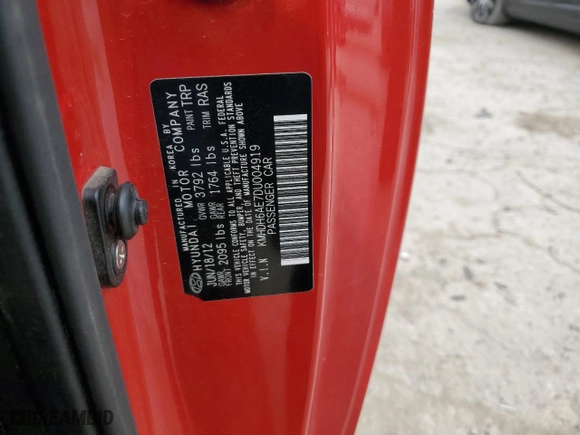 MANUFACTURED IN KOREA BY
HYUNDAI MOTOR COMPANY
JUN/18/12 GVWR 3792 lbs PAINT TRP
GAWR FRONT 2095 lbs GAWR REAR 1764 lbs TRIM RAS
THIS VEHICLE CONFORMS TO ALL APPLICABLE U.S.A. FEDERAL
MOTOR VEHICLE SAFETY AND THEFT PREVENTION STANDARDS
IN EFFECT ON THE DATE OF MANUFACTURE SHOWN ABOVE
V.I.N KMHDH6AE7DU004919
PASSENGER CAR